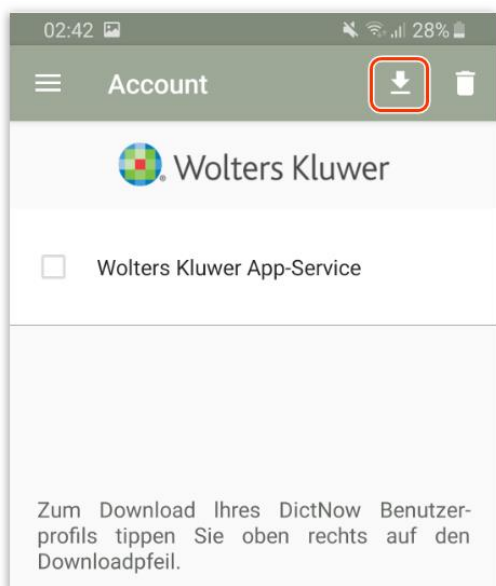 02:42 28%
Account
Wolters Kluwer
Wolters Kluwer App-Service
Zum Download Ihres DictNow Benutzer-
profils tippen Sie oben rechts auf den
Downloadpfeil.